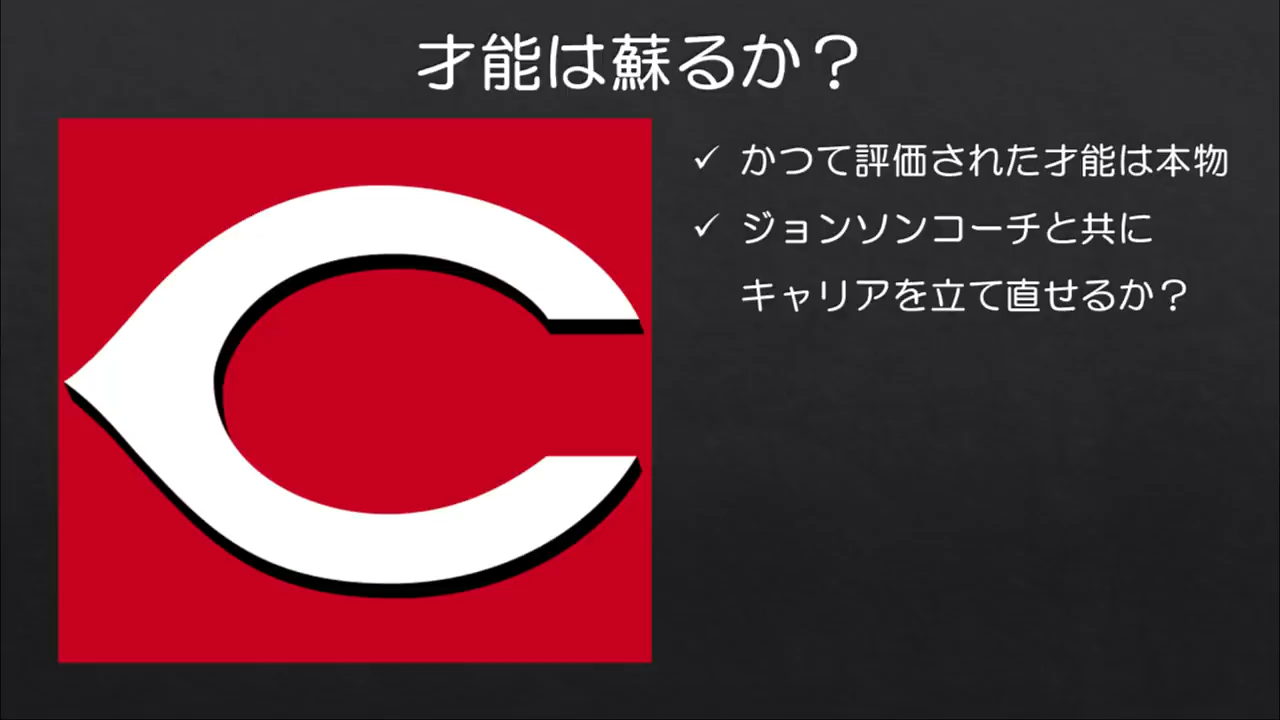 才能は蘇るか？
✓ かつて評価された才能は本物
✓ ジョンソンコーチと共に
キャリアを立て直せるか？
C